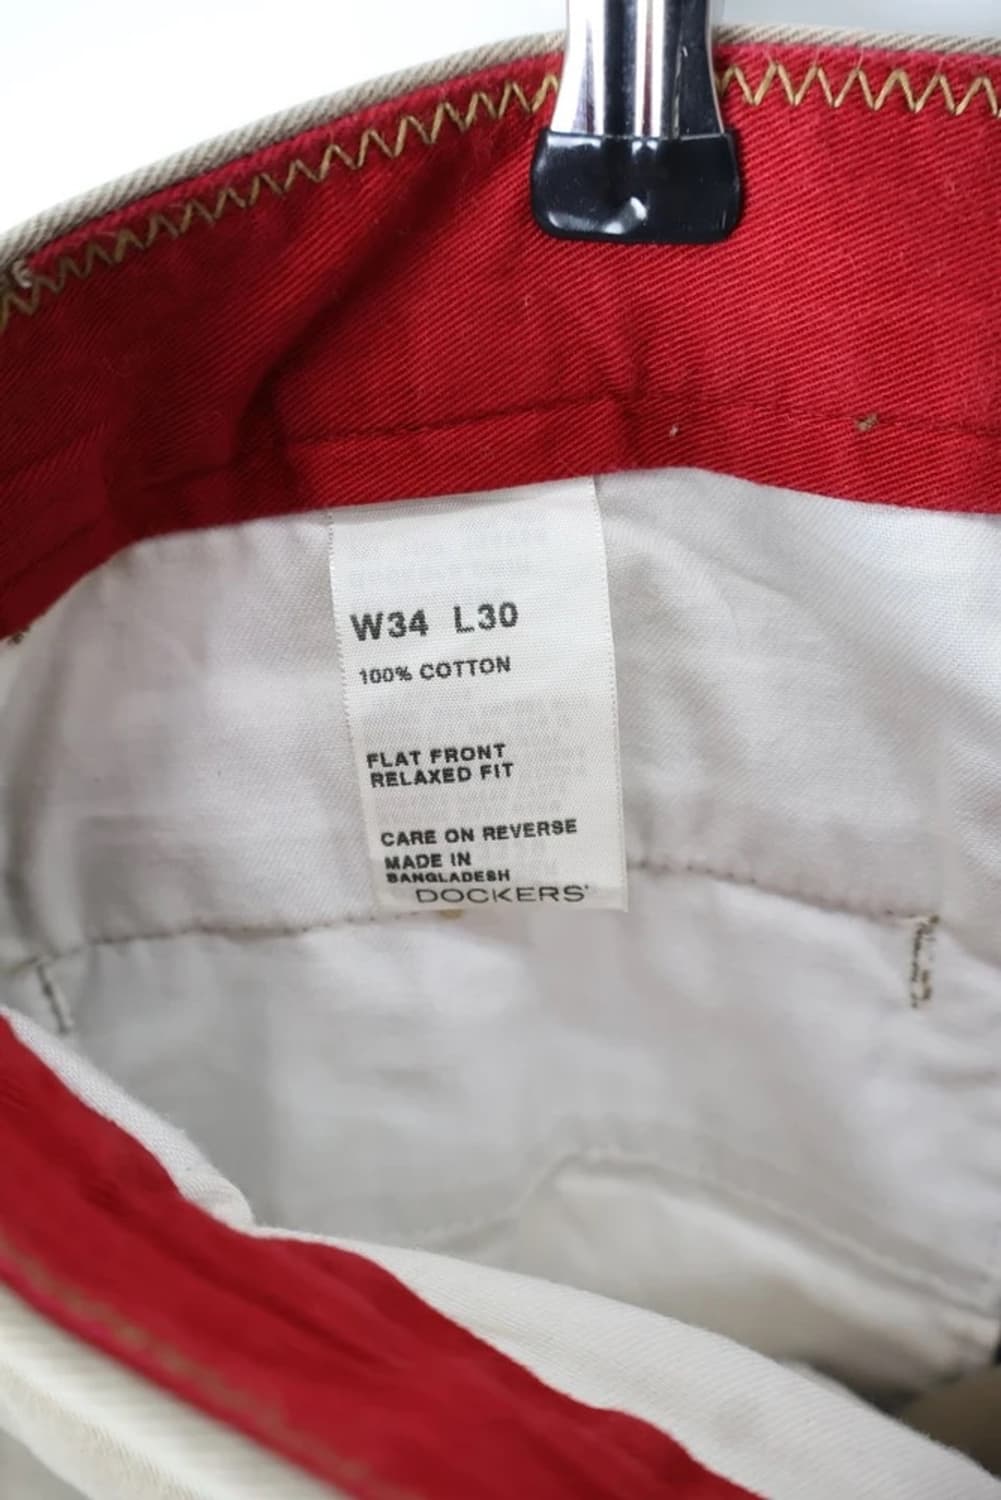 W34 L30
100% COTTON
FLAT FRONT
RELAXED FIT
CARE ON REVERSE
MADE IN
BANGLADESH
DOCKERS'